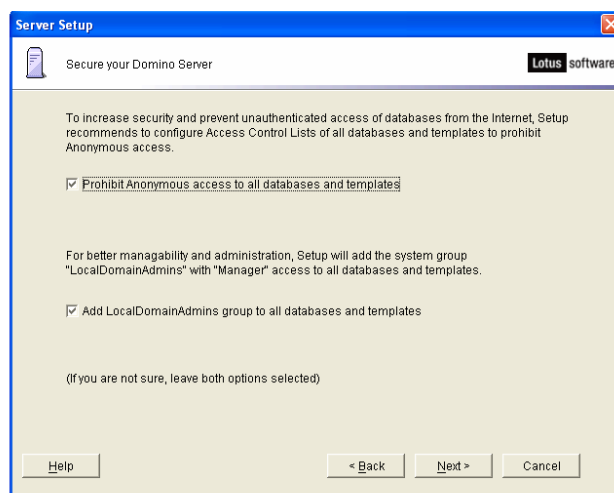 Server Setup
Secure your Domino Server
Lotus software
To increase security and prevent unauthenticated access of databases from the Internet, Setup
recommends to configure Access Control Lists of all databases and templates to prohibit
Anonymous access.
Prohibit Anonymous access to all databases and templates
For better managability and administration, Setup will add the system group
"LocalDomainAdmins" with "Manager" access to all databases and templates.
Add LocalDomainAdmins group to all databases and templates
(If you are not sure, leave both options selected)
Help
< Back
Next >
Cancel